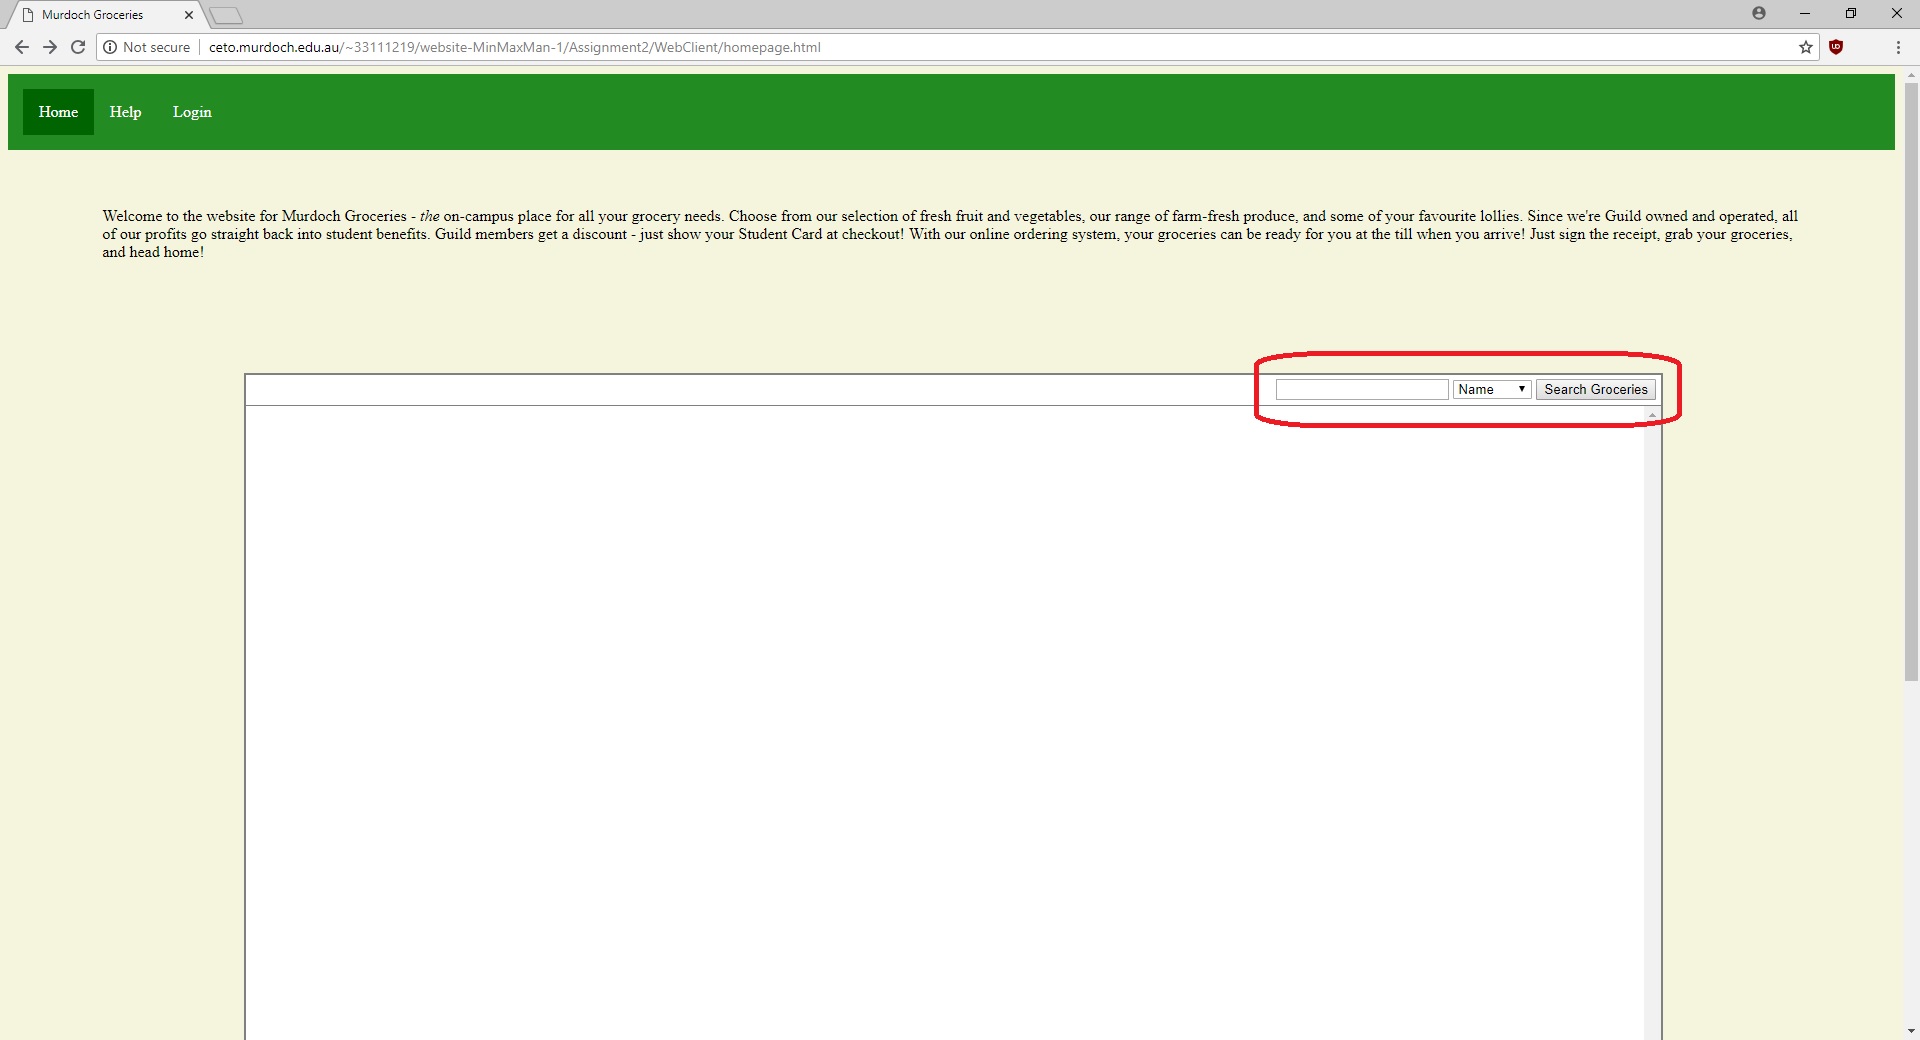 Murdoch Groceries
Not secure ceto.murdoch.edu.au/~33111219/website-MinMaxMan-1/Assignment2/WebClient/homepage.html
Home Help Login
Welcome to the website for Murdoch Groceries - the on-campus place for all your grocery needs. Choose from our selection of fresh fruit and vegetables, our range of farm-fresh produce, and some of your favourite lollies. Since we're Guild owned and operated, all
of our profits go straight back into student benefits. Guild members get a discount - just show your Student Card at checkout! With our online ordering system, your groceries can be ready for you at the till when you arrive! Just sign the receipt, grab your groceries,
and head home!
Name Search Groceries